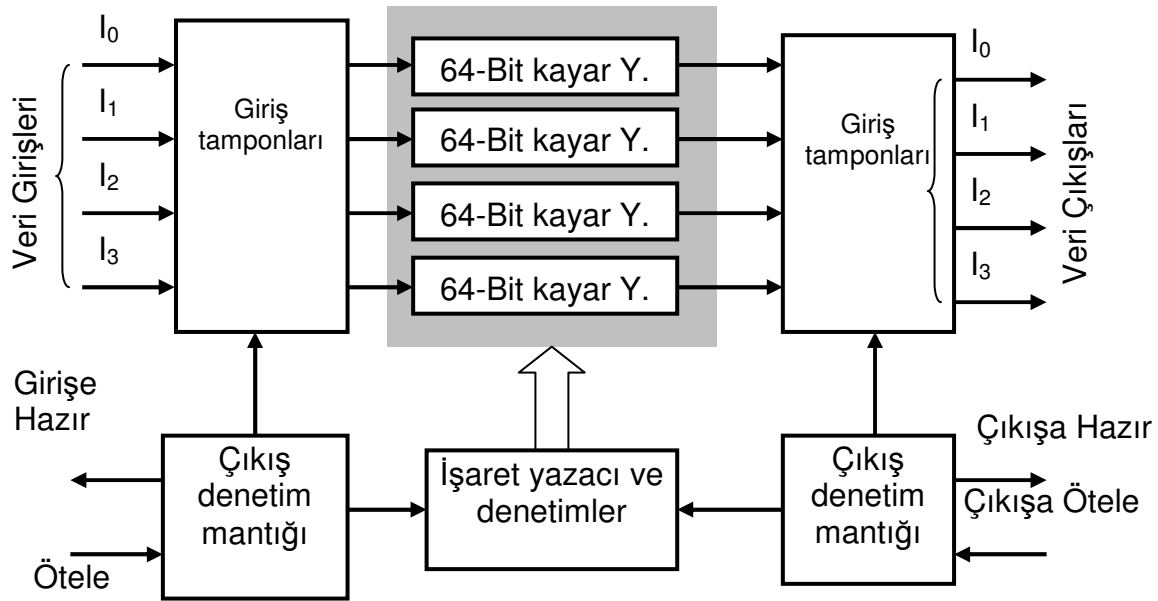 I0
I1
I2
I3
Veri Girişleri
Giriş
tamponları
64-Bit kayar Y.
64-Bit kayar Y.
64-Bit kayar Y.
64-Bit kayar Y.
Giriş
tamponları
I0
I1
I2
I3
Veri Çıkışları
Girişe
Hazır
Ötele
Çıkış
denetim
mantığı
İşaret yazacı ve
denetimler
Çıkış
denetim
mantığı
Çıkışa Hazır
Çıkışa Ötele